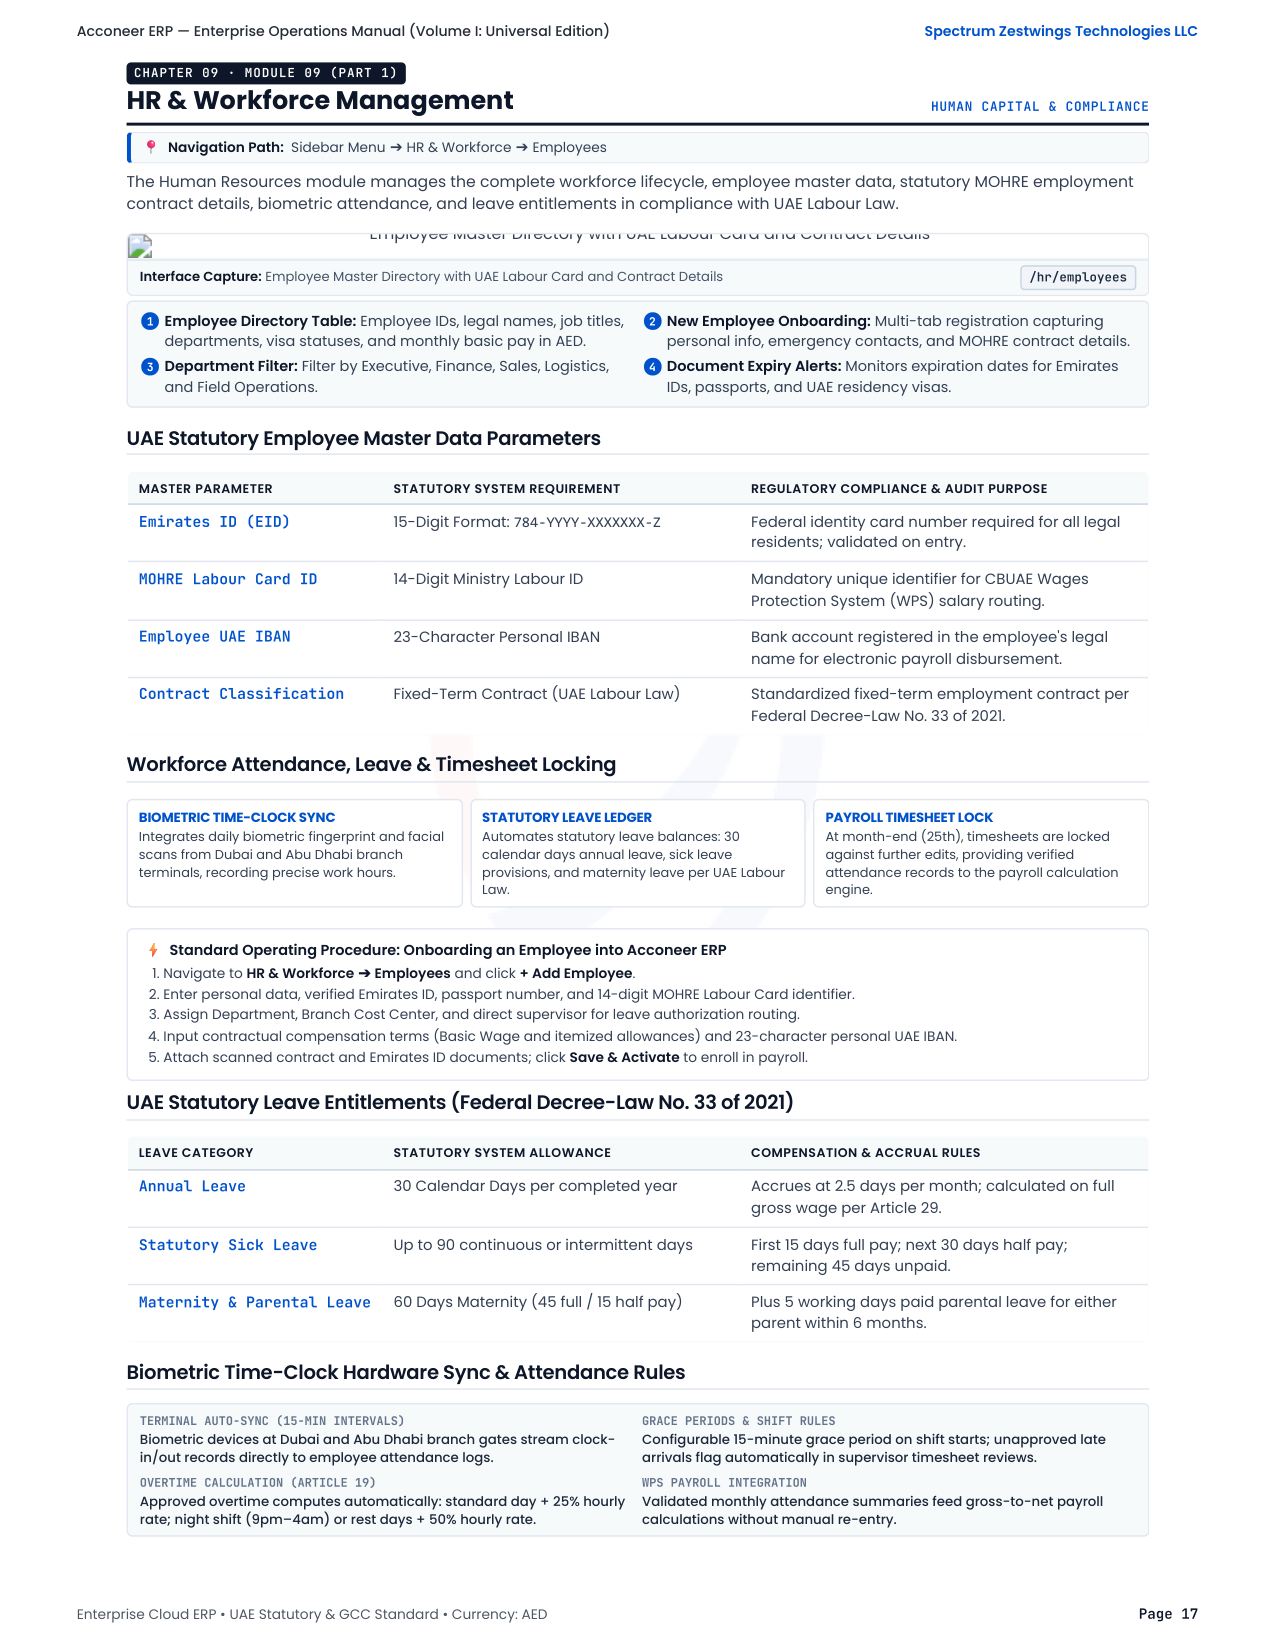 Acconeer ERP — Enterprise Operations Manual (Volume I: Universal Edition)
Spectrum Zestwings Technologies LLC
CHAPTER 09 · MODULE 09 (PART 1)
HR & Workforce Management
HUMAN CAPITAL & COMPLIANCE
Navigation Path: Sidebar Menu ➔ HR & Workforce ➔ Employees
The Human Resources module manages the complete workforce lifecycle, employee master data, statutory MOHRE employment
contract details, biometric attendance, and leave entitlements in compliance with UAE Labour Law.
Employee Master Directory with UAE Labour Card and Contract Details
Interface Capture: Employee Master Directory with UAE Labour Card and Contract Details
/hr/employees
1 Employee Directory Table: Employee IDs, legal names, job titles,
departments, visa statuses, and monthly basic pay in AED.
2 New Employee Onboarding: Multi-tab registration capturing
personal info, emergency contacts, and MOHRE contract details.
3 Department Filter: Filter by Executive, Finance, Sales, Logistics,
and Field Operations.
4 Document Expiry Alerts: Monitors expiration dates for Emirates
IDs, passports, and UAE residency visas.
UAE Statutory Employee Master Data Parameters
MASTER PARAMETER
STATUTORY SYSTEM REQUIREMENT
REGULATORY COMPLIANCE & AUDIT PURPOSE
Emirates ID (EID)
15-Digit Format: 784-YYYY-XXXXXXX-Z
Federal identity card number required for all legal
residents; validated on entry.
MOHRE Labour Card ID
14-Digit Ministry Labour ID
Mandatory unique identifier for CBUAE Wages
Protection System (WPS) salary routing.
Employee UAE IBAN
23-Character Personal IBAN
Bank account registered in the employee's legal
name for electronic payroll disbursement.
Contract Classification
Fixed-Term Contract (UAE Labour Law)
Standardized fixed-term employment contract per
Federal Decree-Law No. 33 of 2021.
Workforce Attendance, Leave & Timesheet Locking
BIOMETRIC TIME-CLOCK SYNC
Integrates daily biometric fingerprint and facial
scans from Dubai and Abu Dhabi branch
terminals, recording precise work hours.
STATUTORY LEAVE LEDGER
Automates statutory leave balances: 30
calendar days annual leave, sick leave
provisions, and maternity leave per UAE Labour
Law.
PAYROLL TIMESHEET LOCK
At month-end (25th), timesheets are locked
against further edits, providing verified
attendance records to the payroll calculation
engine.
Standard Operating Procedure: Onboarding an Employee into Acconeer ERP
1. Navigate to HR & Workforce ➔ Employees and click + Add Employee.
2. Enter personal data, verified Emirates ID, passport number, and 14-digit MOHRE Labour Card identifier.
3. Assign Department, Branch Cost Center, and direct supervisor for leave authorization routing.
4. Input contractual compensation terms (Basic Wage and itemized allowances) and 23-character personal UAE IBAN.
5. Attach scanned contract and Emirates ID documents; click Save & Activate to enroll in payroll.
UAE Statutory Leave Entitlements (Federal Decree-Law No. 33 of 2021)
LEAVE CATEGORY
STATUTORY SYSTEM ALLOWANCE
COMPENSATION & ACCRUAL RULES
Annual Leave
30 Calendar Days per completed year
Accrues at 2.5 days per month; calculated on full
gross wage per Article 29.
Statutory Sick Leave
Up to 90 continuous or intermittent days
First 15 days full pay; next 30 days half pay;
remaining 45 days unpaid.
Maternity & Parental Leave
60 Days Maternity (45 full / 15 half pay)
Plus 5 working days paid parental leave for either
parent within 6 months.
Biometric Time-Clock Hardware Sync & Attendance Rules
TERMINAL AUTO-SYNC (15-MIN INTERVALS)
Biometric devices at Dubai and Abu Dhabi branch gates stream clock-
in/out records directly to employee attendance logs.
GRACE PERIODS & SHIFT RULES
Configurable 15-minute grace period on shift starts; unapproved late
arrivals flag automatically in supervisor timesheet reviews.
OVERTIME CALCULATION (ARTICLE 19)
Approved overtime computes automatically: standard day + 25% hourly
rate; night shift (9pm–4am) or rest days + 50% hourly rate.
WPS PAYROLL INTEGRATION
Validated monthly attendance summaries feed gross-to-net payroll
calculations without manual re-entry.
Enterprise Cloud ERP • UAE Statutory & GCC Standard • Currency: AED
Page 17